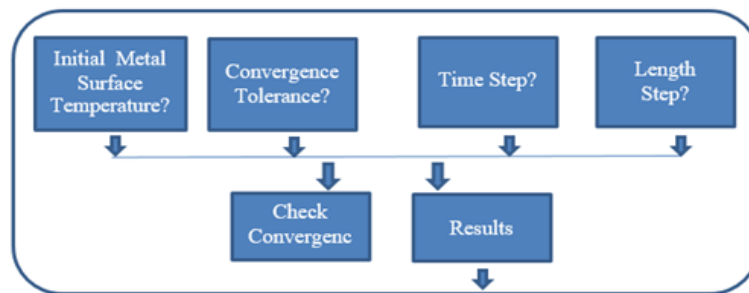 Initial Metal
Surface
Temperature?
Convergence
Tolerance?
Time Step?
Length
Step?
Check
Convergenc
Results